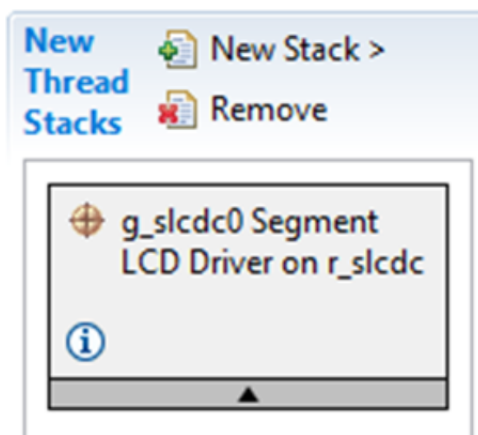 New Thread Stacks
New Stack >
Remove
g_slcdc0 Segment
LCD Driver on r_slcdc